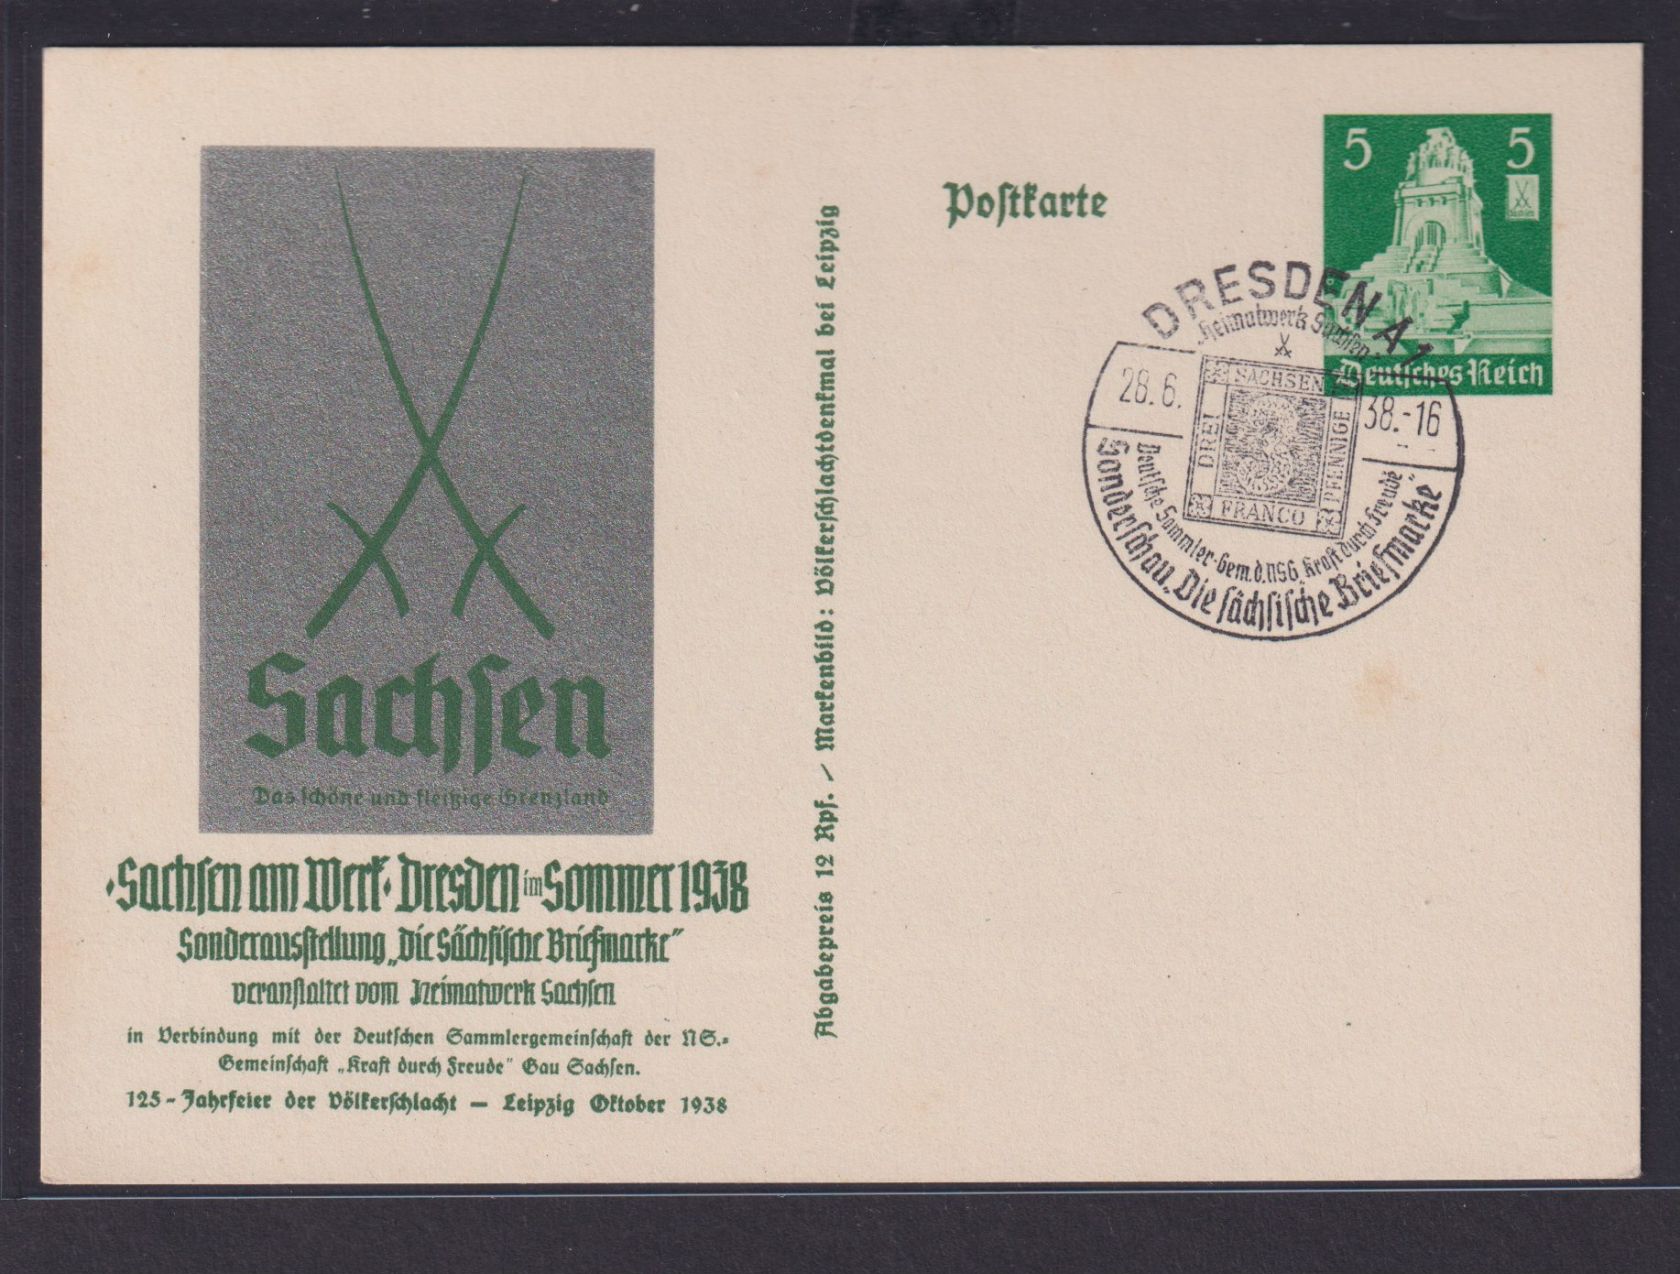 Sachsen
Das schöne und fleißige Grenzland
Sachsen am Werk · Dresden im Sommer 1938
Sonderausstellung „Die Sächsische Briefmarke"
veranstaltet vom Heimatwerk Sachsen
in Verbindung mit der Deutschen Sammlergemeinschaft der NS.-
Gemeinschaft „Kraft durch Freude" Gau Sachsen.
125-Jahrfeier der Völkerschlacht — Leipzig Oktober 1938
Abgabepreis 12 Rpf. / Markenbild: Völkerschlachtdenkmal bei Leipzig
Postkarte
5 5
Deutsches Reich
DRESDEN A 1
Heimatwerk Sachsen
28.6. 38.-16
SACHSEN
DREI
PFENNIGE
FRANCO
Deutsche Sammler-Gem. d. NSG „Kraft durch Freude"
Sonderschau „Die sächsische Briefmarke"